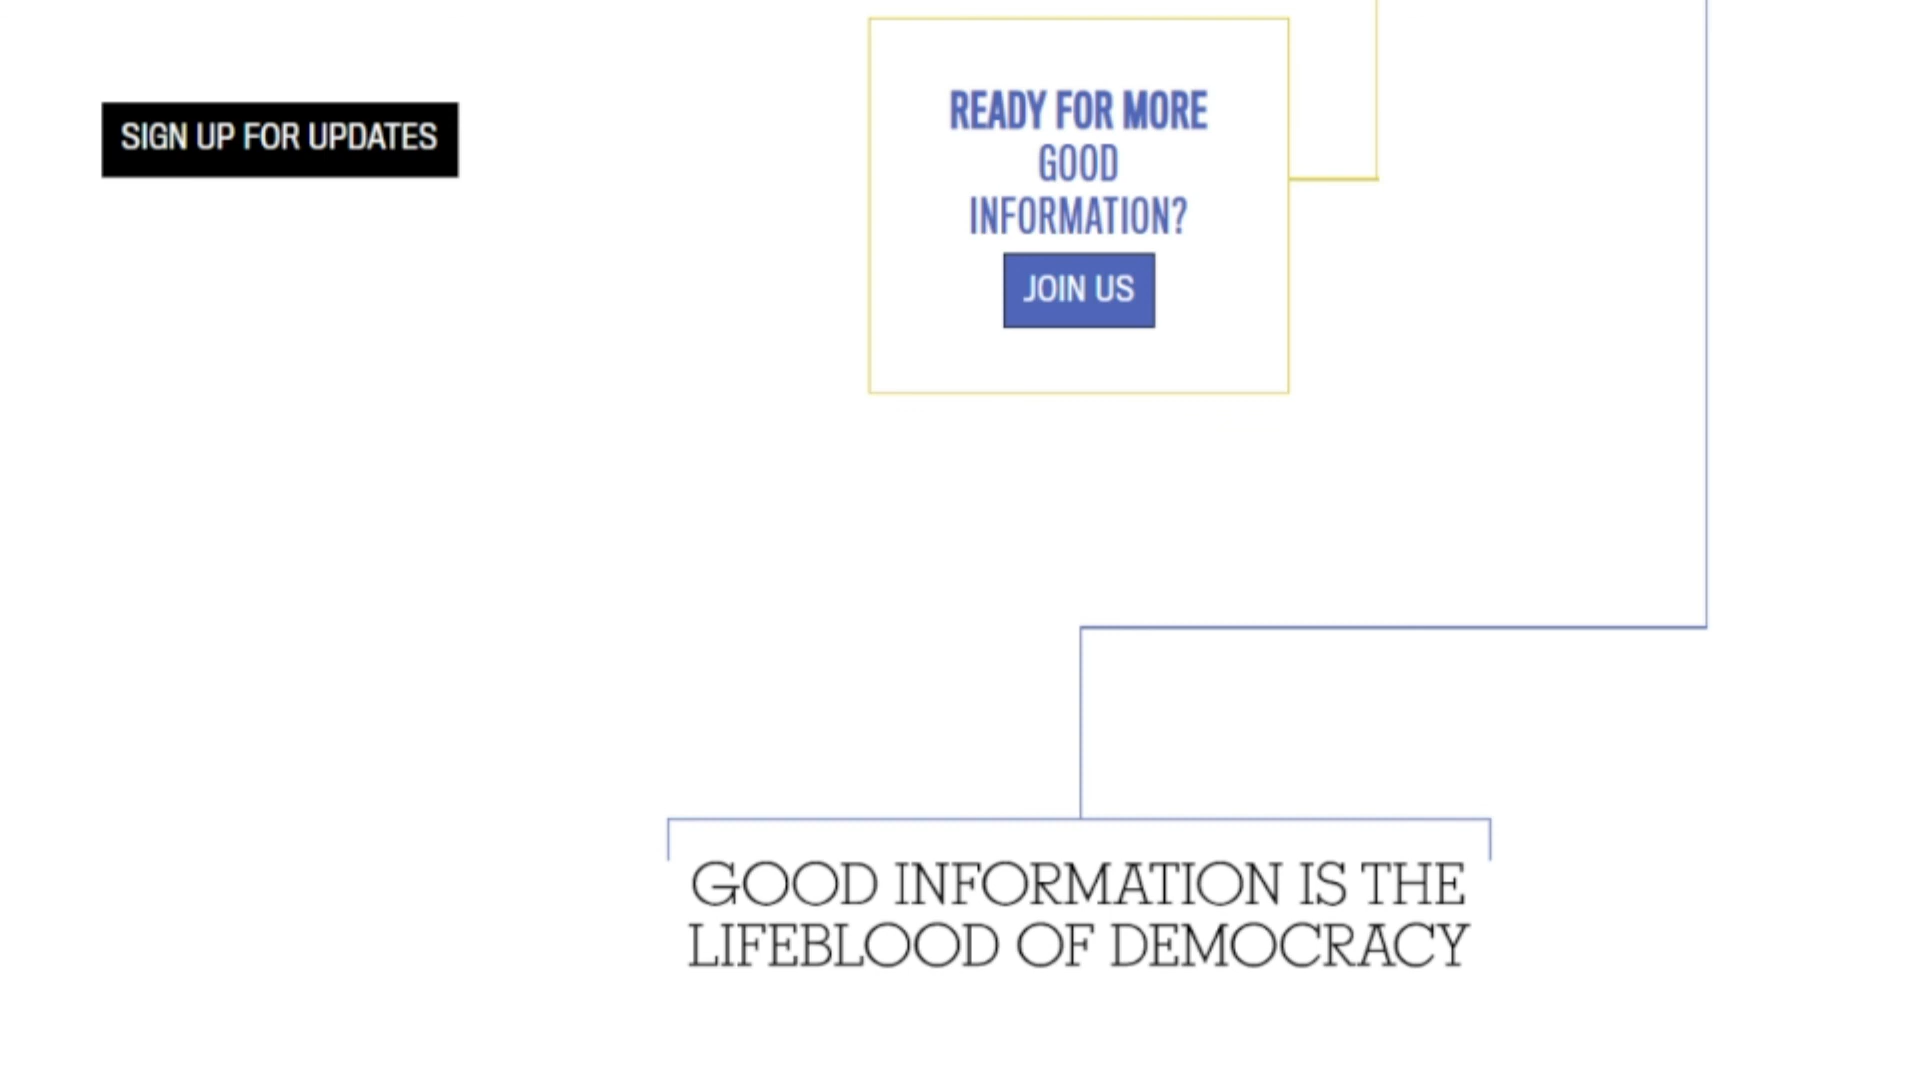 SIGN UP FOR UPDATES
READY FOR MORE
GOOD
INFORMATION?
JOIN US
GOOD INFORMATION IS THE
LIFEBLOOD OF DEMOCRACY